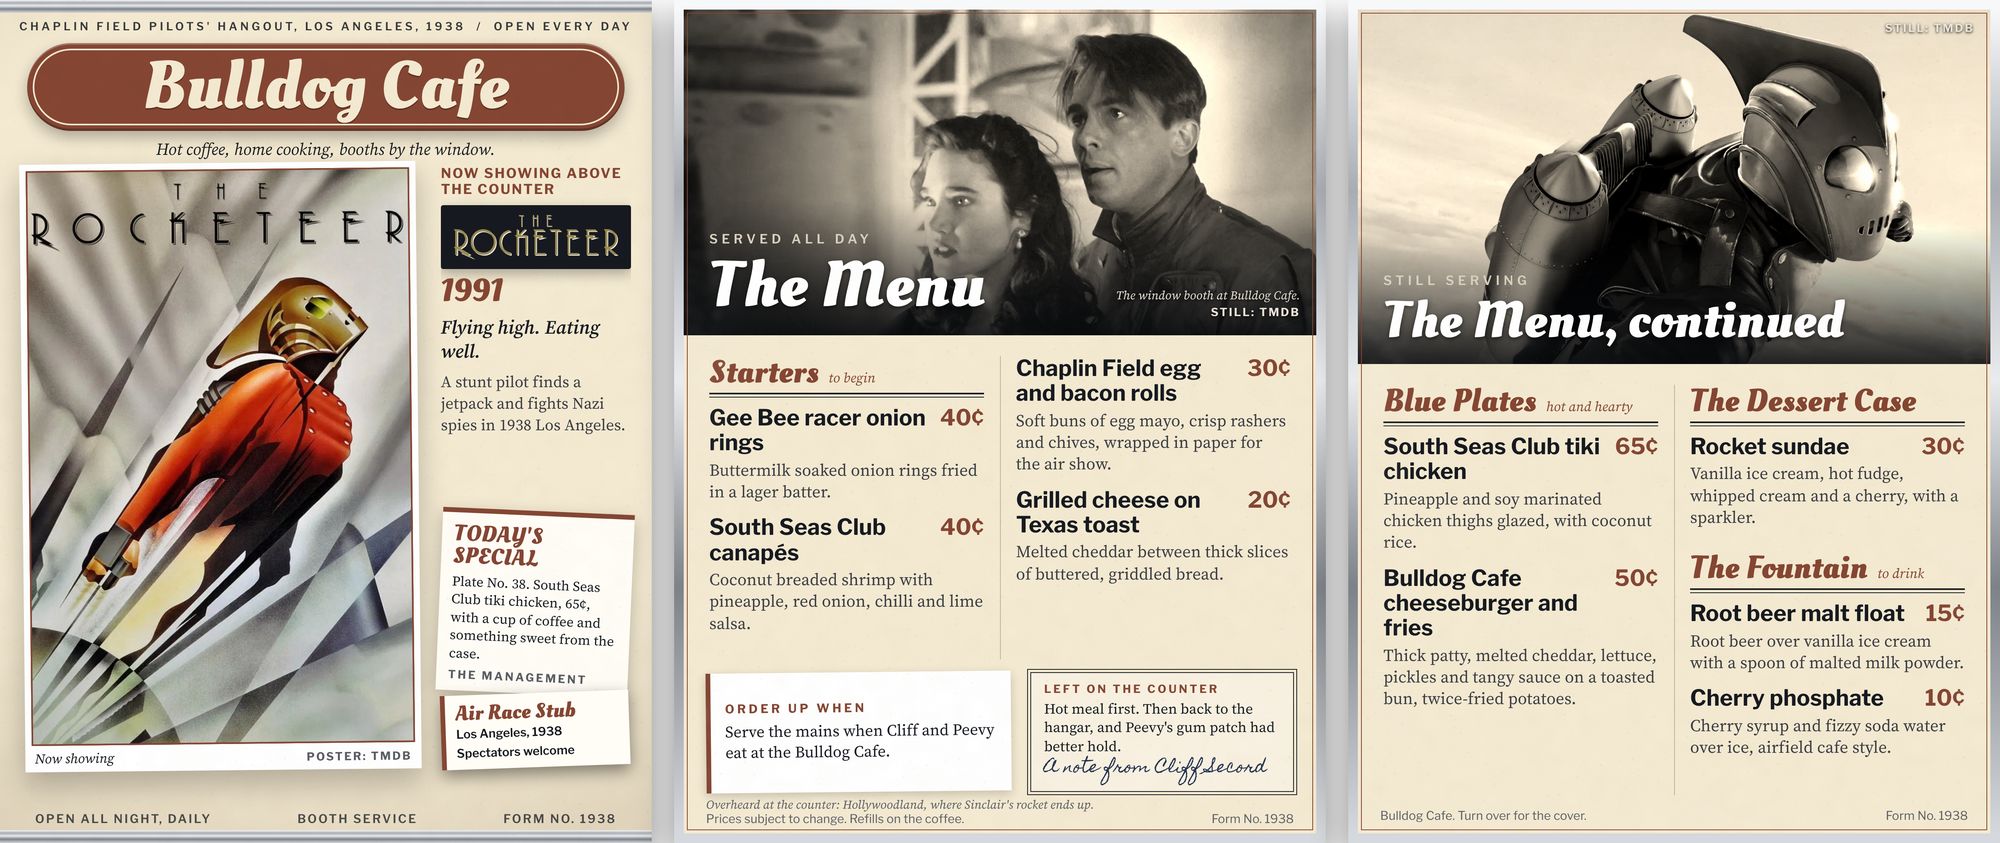 CHAPLIN FIELD PILOTS' HANGOUT, LOS ANGELES, 1938 / OPEN EVERY DAY
Bulldog Cafe
Hot coffee, home cooking, booths by the window.
THE
ROCKETEER
Now showing
POSTER: TMDB
NOW SHOWING ABOVE
THE COUNTER
THE
ROCKETEER
1991
Flying high. Eating
well.
A stunt pilot finds a
jetpack and fights Nazi
spies in 1938 Los Angeles.
TODAY'S
SPECIAL
Plate No. 38. South Seas
Club tiki chicken, 65¢,
with a cup of coffee and
something sweet from the
case.
THE MANAGEMENT
Air Race Stub
Los Angeles, 1938
Spectators welcome
OPEN ALL NIGHT, DAILY
BOOTH SERVICE
FORM NO. 1938
SERVED ALL DAY
The Menu
The window booth at Bulldog Cafe.
STILL: TMDB
Starters to begin
Gee Bee racer onion 40¢
rings
Buttermilk soaked onion rings fried
in a lager batter.
South Seas Club 40¢
canapés
Coconut breaded shrimp with
pineapple, red onion, chilli and lime
salsa.
Chaplin Field egg 30¢
and bacon rolls
Soft buns of egg mayo, crisp rashers
and chives, wrapped in paper for
the air show.
Grilled cheese on 20¢
Texas toast
Melted cheddar between thick slices
of buttered, griddled bread.
ORDER UP WHEN
Serve the mains when Cliff and Peevy
eat at the Bulldog Cafe.
LEFT ON THE COUNTER
Hot meal first. Then back to the
hangar, and Peevy's gum patch had
better hold.
A note from Cliff Secord
Overheard at the counter: Hollywoodland, where Sinclair's rocket ends up.
Prices subject to change. Refills on the coffee.
Form No. 1938
STILL: TMDB
STILL SERVING
The Menu, continued
Blue Plates hot and hearty
South Seas Club tiki 65¢
chicken
Pineapple and soy marinated
chicken thighs glazed, with coconut
rice.
Bulldog Cafe 50¢
cheeseburger and
fries
Thick patty, melted cheddar, lettuce,
pickles and tangy sauce on a toasted
bun, twice-fried potatoes.
The Dessert Case
Rocket sundae 30¢
Vanilla ice cream, hot fudge,
whipped cream and a cherry, with a
sparkler.
The Fountain to drink
Root beer malt float 15¢
Root beer over vanilla ice cream
with a spoon of malted milk powder.
Cherry phosphate 10¢
Cherry syrup and fizzy soda water
over ice, airfield cafe style.
Bulldog Cafe. Turn over for the cover.
Form No. 1938